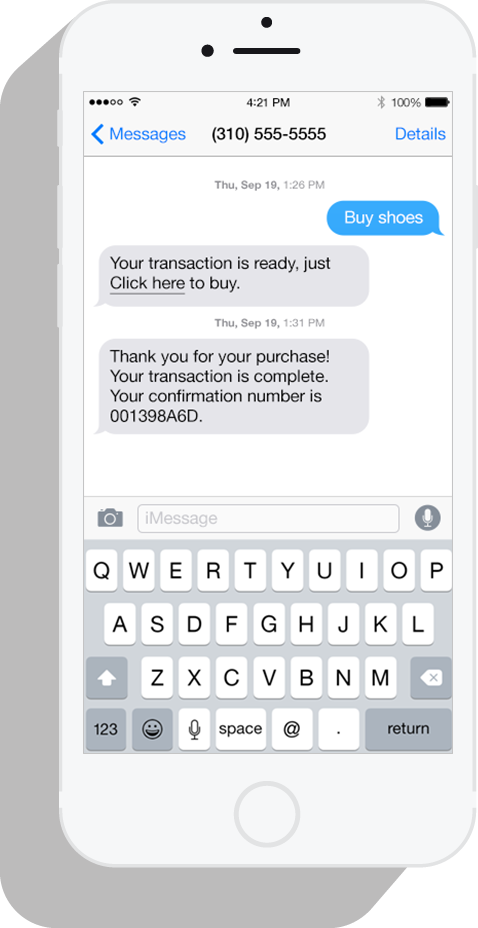 4:21 PM 100%
Messages (310) 555-5555 Details
Thu, Sep 19, 1:26 PM
Buy shoes
Your transaction is ready, just
Click here to buy.
Thu, Sep 19, 1:31 PM
Thank you for your purchase!
Your transaction is complete.
Your confirmation number is
001398A6D.
iMessage
Q W E R T Y U I O P
A S D F G H J K L
Z X C V B N M
123 space @ . return